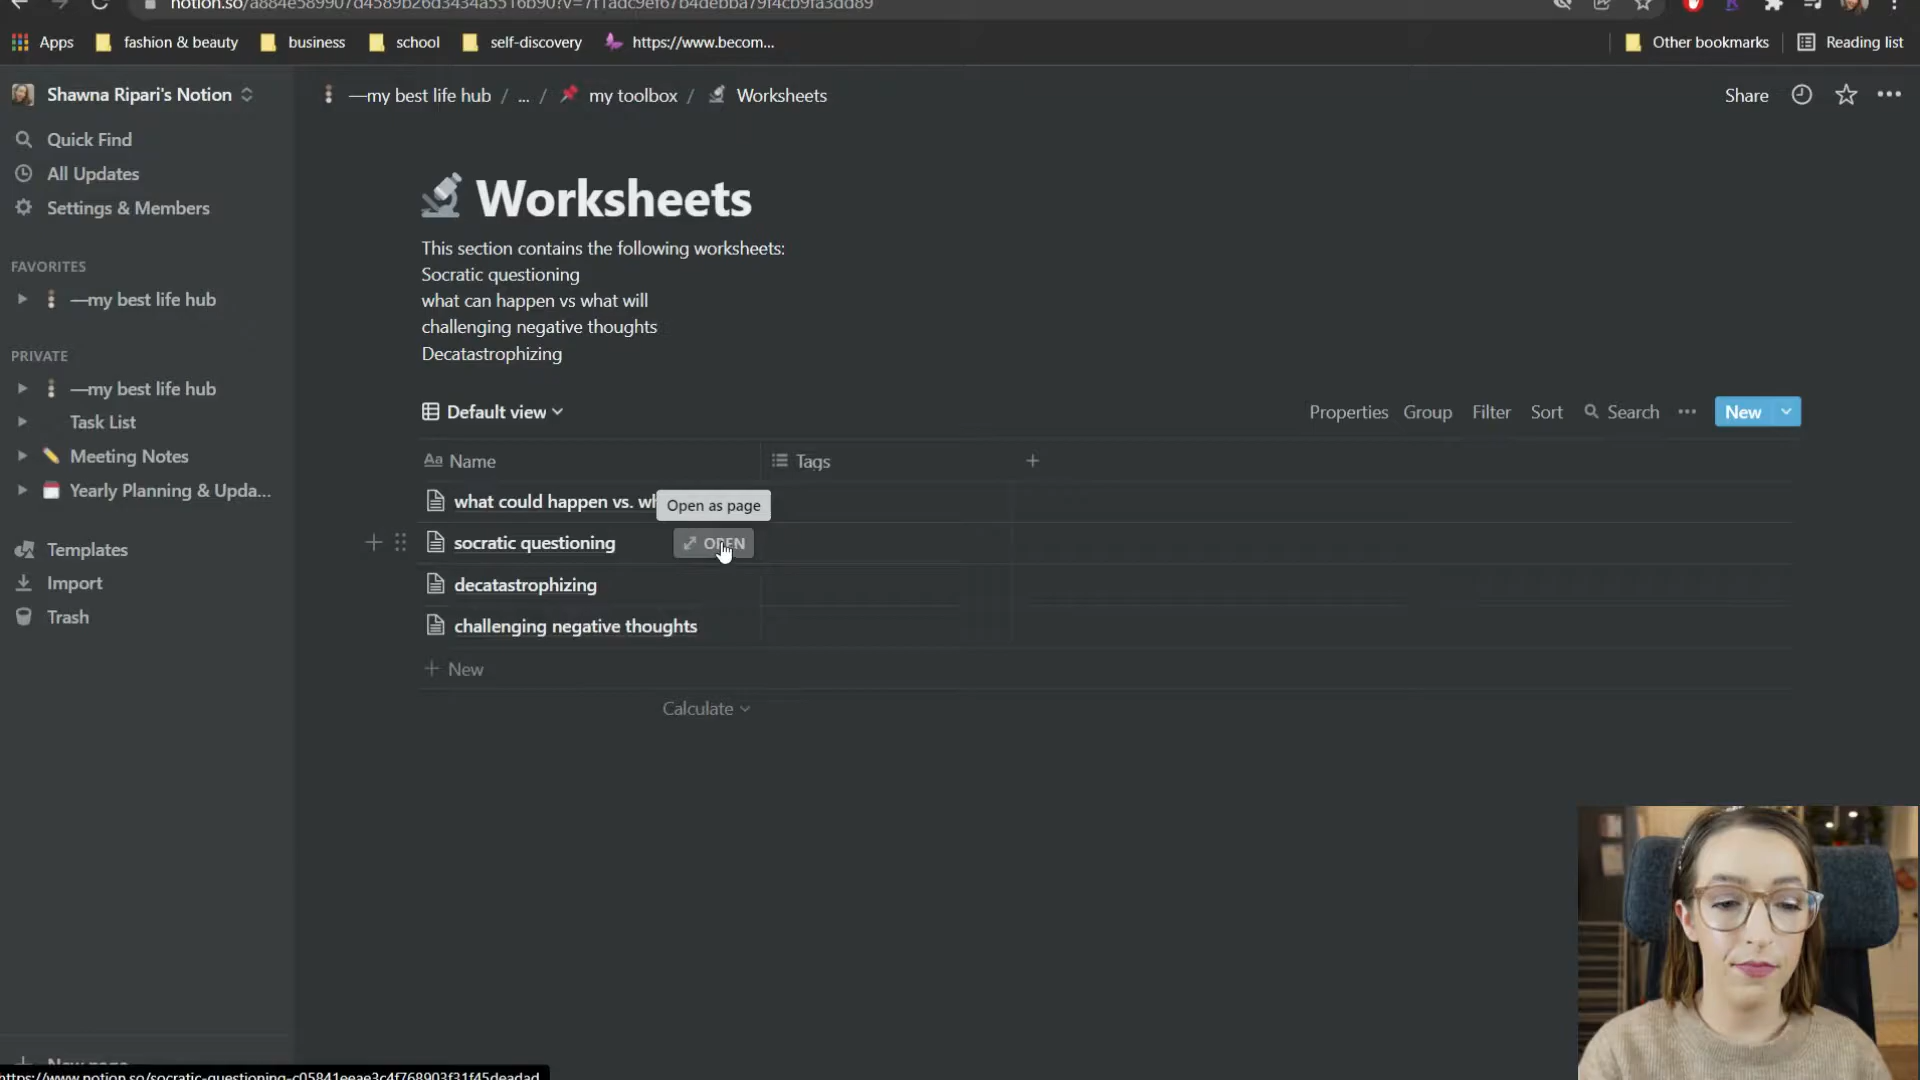 Apps
fashion & beauty
business
school
self-discovery
https://www.becom...
Other bookmarks
Reading list
Shawna Ripari's Notion
—my best life hub / ... / my toolbox / Worksheets
Share
Quick Find
All Updates
Settings & Members
FAVORITES
—my best life hub
PRIVATE
—my best life hub
Task List
Meeting Notes
Yearly Planning & Upda...
Templates
Import
Trash
Worksheets
This section contains the following worksheets:
Socratic questioning
what can happen vs what will
challenging negative thoughts
Decatastrophizing
Default view
Properties
Group
Filter
Sort
Search
New
Aa Name
Tags
what could happen vs.
Open as page
socratic questioning
OPEN
decatastrophizing
challenging negative thoughts
New
Calculate